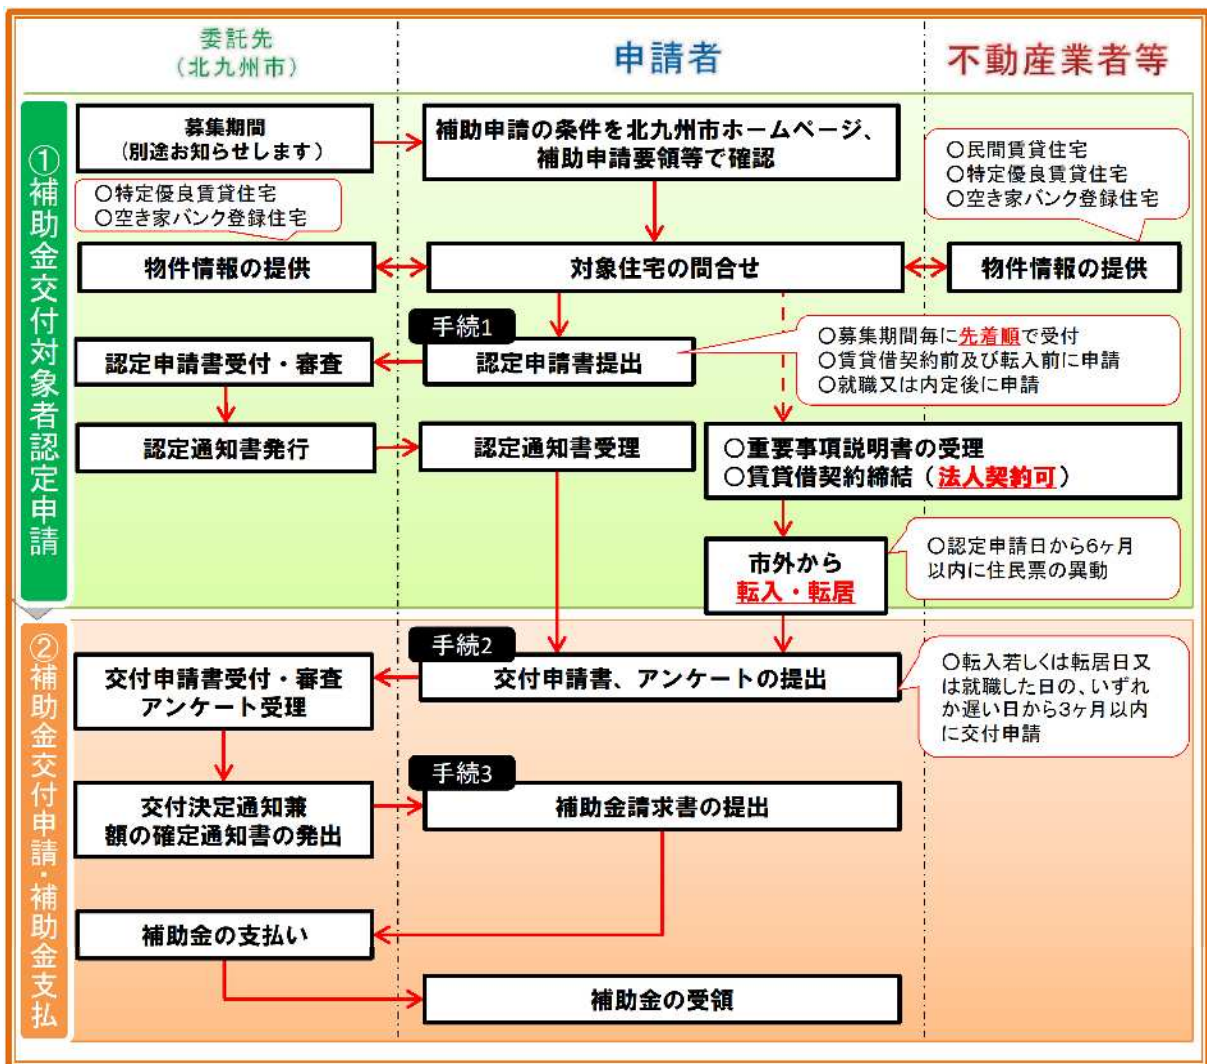 委託先
（北九州市）
申請者
不動産業者等
①補助金交付対象者認定申請
募集期間
（別途お知らせします）
補助申請の条件を北九州市ホームページ、
補助申請要領等で確認
○特定優良賃貸住宅
○空き家バンク登録住宅
○民間賃貸住宅
○特定優良賃貸住宅
○空き家バンク登録住宅
物件情報の提供
対象住宅の問合せ
物件情報の提供
手続1
認定申請書受付・審査
認定申請書提出
○募集期間毎に先着順で受付
○賃貸借契約前及び転入前に申請
○就職又は内定後に申請
認定通知書発行
認定通知書受理
○重要事項説明書の受理
○賃貸借契約締結（法人契約可）
市外から
転入・転居
○認定申請日から6ヶ月
以内に住民票の異動
②補助金交付申請・補助金支払
手続2
交付申請書受付・審査
アンケート受理
交付申請書、アンケートの提出
○転入若しくは転居日又
は就職した日の、いずれ
か遅い日から3ヶ月以内
に交付申請
手続3
交付決定通知兼
額の確定通知書の発出
補助金請求書の提出
補助金の支払い
補助金の受領